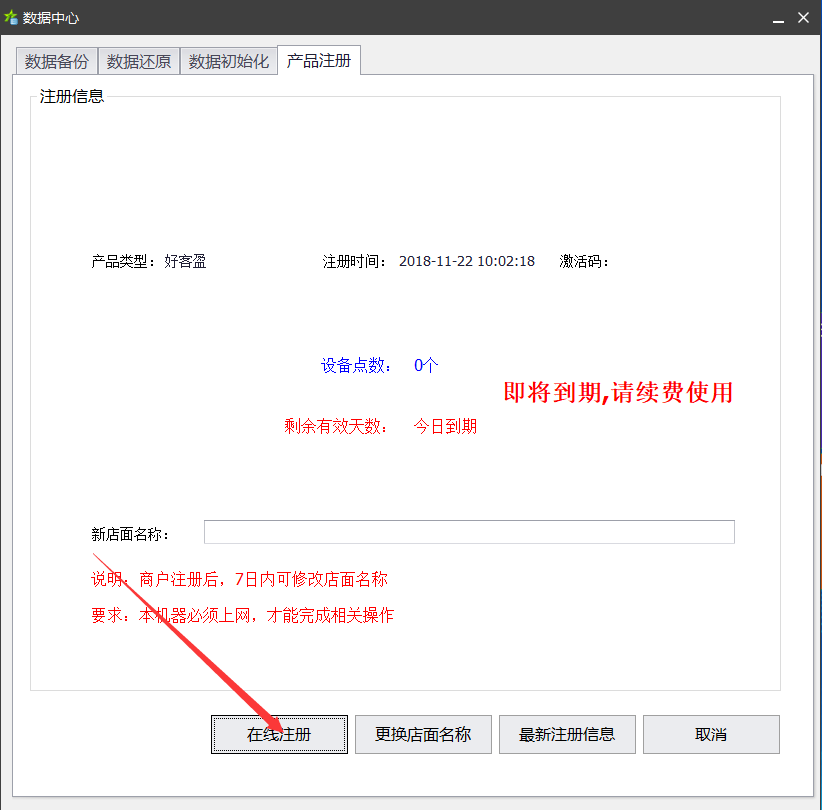 数据中心
数据备份 数据还原 数据初始化 产品注册
注册信息
产品类型：好客盈 注册时间： 2018-11-22 10:02:18 激活码：
设备点数： 0个
即将到期,请续费使用
剩余有效天数： 今日到期
新店面名称：
说明：商户注册后，7日内可修改店面名称
要求：本机器必须上网，才能完成相关操作
在线注册 更换店面名称 最新注册信息 取消